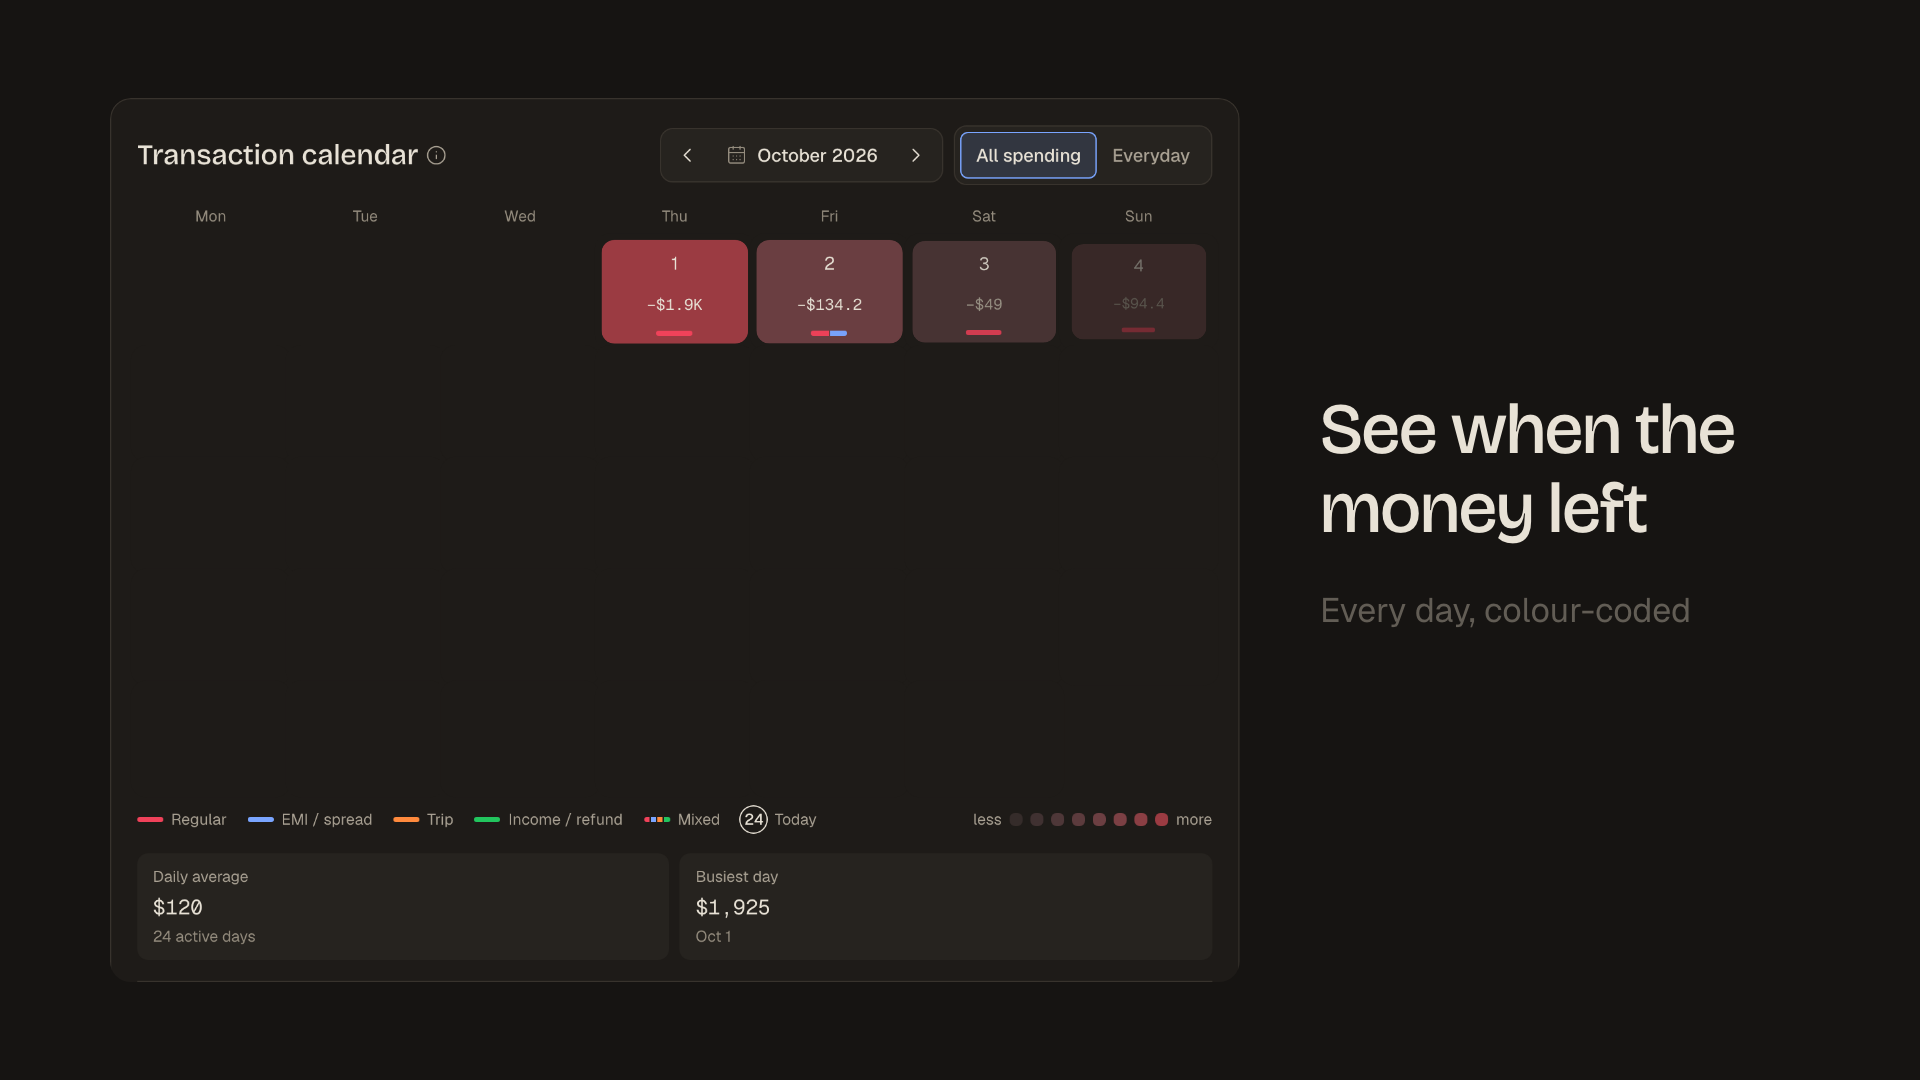 Transaction calendar
October 2026
All spending
Everyday
Mon Tue Wed Thu Fri Sat Sun
1 2 3 4
-$1.9K -$134.2 -$49 -$94.4
See when the
money left
Every day, colour-coded
Regular EMI / spread Trip Income / refund Mixed 24 Today less more
Daily average
$120
24 active days
Busiest day
$1,925
Oct 1